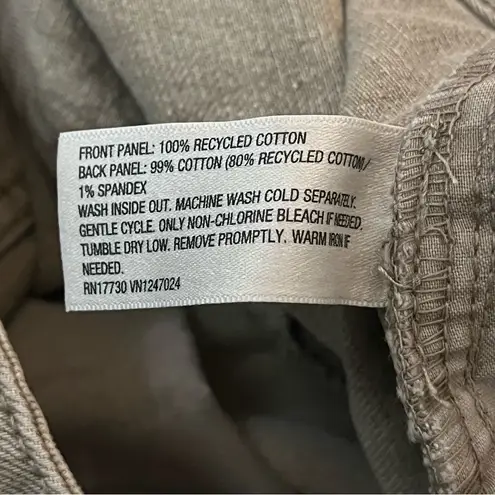 FRONT PANEL: 100% RECYCLED COTTON
BACK PANEL: 99% COTTON (80% RECYCLED COTTON)/
1% SPANDEX
WASH INSIDE OUT. MACHINE WASH COLD SEPARATELY.
GENTLE CYCLE. ONLY NON-CHLORINE BLEACH IF NEEDED.
TUMBLE DRY LOW. REMOVE PROMPTLY. WARM IRON IF
NEEDED.
RN17730 VN1247024